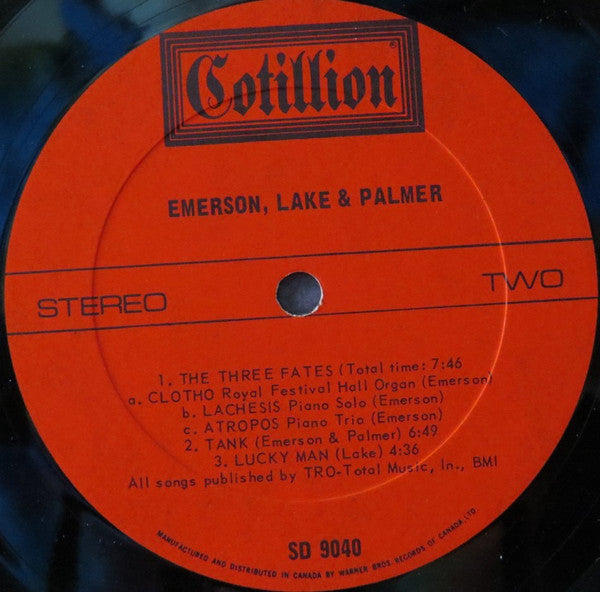 Cotillion®
EMERSON, LAKE & PALMER
STEREO
TWO
1. THE THREE FATES (Total time: 7:46
a. CLOTHO Royal Festival Hall Organ (Emerson)
b. LACHESIS Piano Solo (Emerson)
c. ATROPOS Piano Trio (Emerson)
2. TANK (Emerson & Palmer) 6:49
3. LUCKY MAN (Lake) 4:36
All songs published by TRO-Total Music, In., BMI
SD 9040
MANUFACTURED AND DISTRIBUTED IN CANADA BY WARNER BROS. RECORDS OF CANADA, LTD.